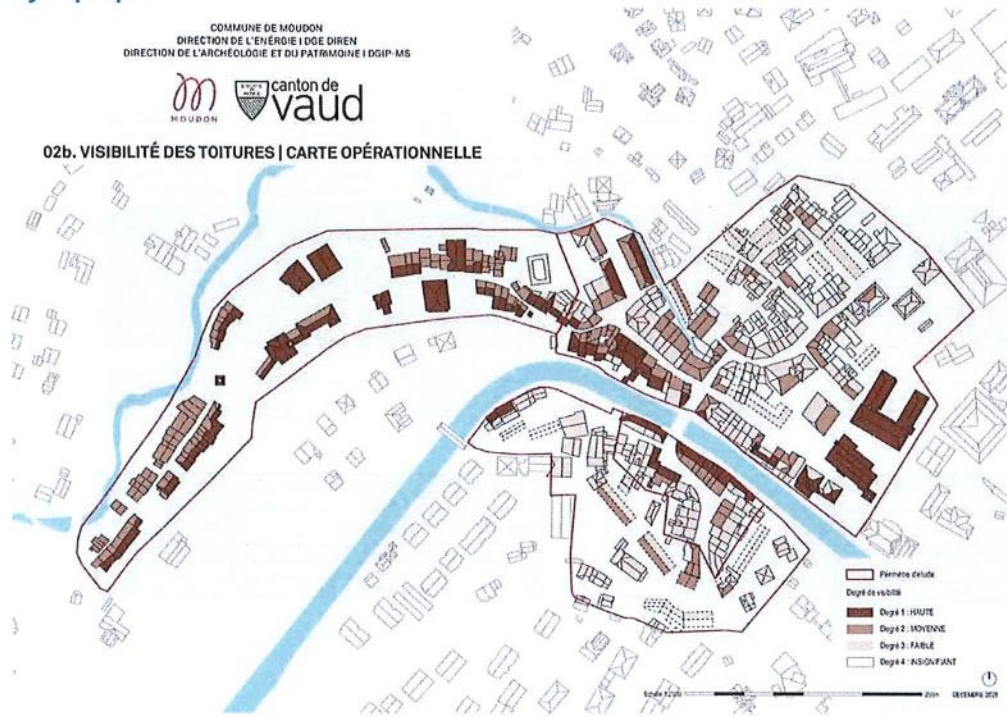 COMMUNE DE MOUDON
DIRECTION DE L'ÉNERGIE I DGE DIREN
DIRECTION DE L'ARCHÉOLOGIE ET DU PATRIMOINE I DGIP-MS
MOUDON
canton de
vaud
02b. VISIBILITÉ DES TOITURES | CARTE OPÉRATIONNELLE
Périmètre d'étude
Degré de visibilité
Degré 1 : HAUTE
Degré 2 : MOYENNE
Degré 3 : FAIBLE
Degré 4 : INSIGNIFIANT
DÉCEMBRE